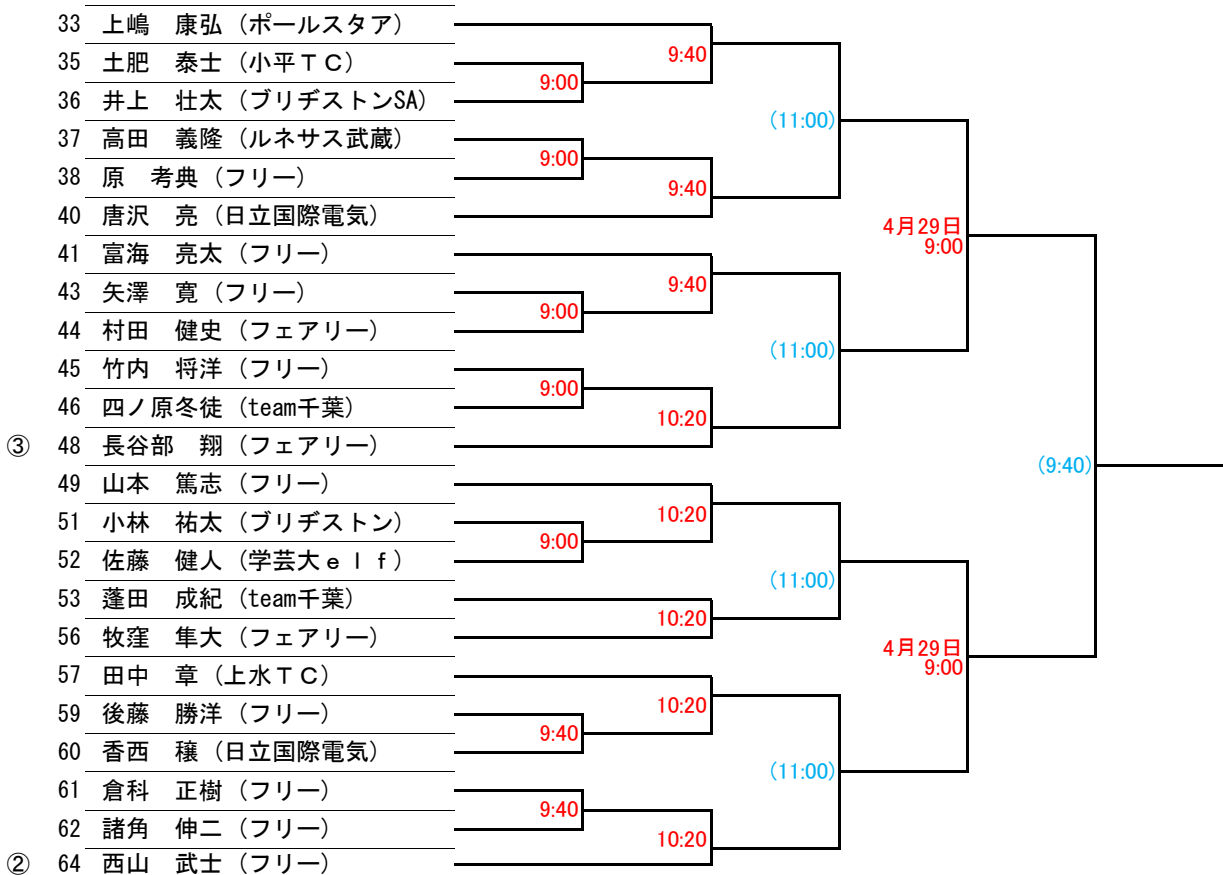 33 上嶋　康弘（ポールスタア）
9:40
35 土肥　泰士（小平ＴＣ）
9:00
36 井上　壮太（ブリヂストンSA）
(11:00)
37 高田　義隆（ルネサス武蔵）
9:00
38 原　考典（フリー）
9:40
40 唐沢　亮（日立国際電気）
4月29日
9:00
41 富海　亮太（フリー）
9:40
43 矢澤　寛（フリー）
9:00
44 村田　健史（フェアリー）
(11:00)
45 竹内　将洋（フリー）
9:00
46 四ノ原冬徒（team千葉）
10:20
③ 48 長谷部　翔（フェアリー）
(9:40)
49 山本　篤志（フリー）
10:20
51 小林　祐太（ブリヂストン）
9:00
52 佐藤　健人（学芸大ｅｌｆ）
(11:00)
53 蓬田　成紀（team千葉）
10:20
56 牧窪　隼大（フェアリー）
4月29日
9:00
57 田中　章（上水ＴＣ）
10:20
59 後藤　勝洋（フリー）
9:40
60 香西　穣（日立国際電気）
(11:00)
61 倉科　正樹（フリー）
9:40
62 諸角　伸二（フリー）
10:20
② 64 西山　武士（フリー）